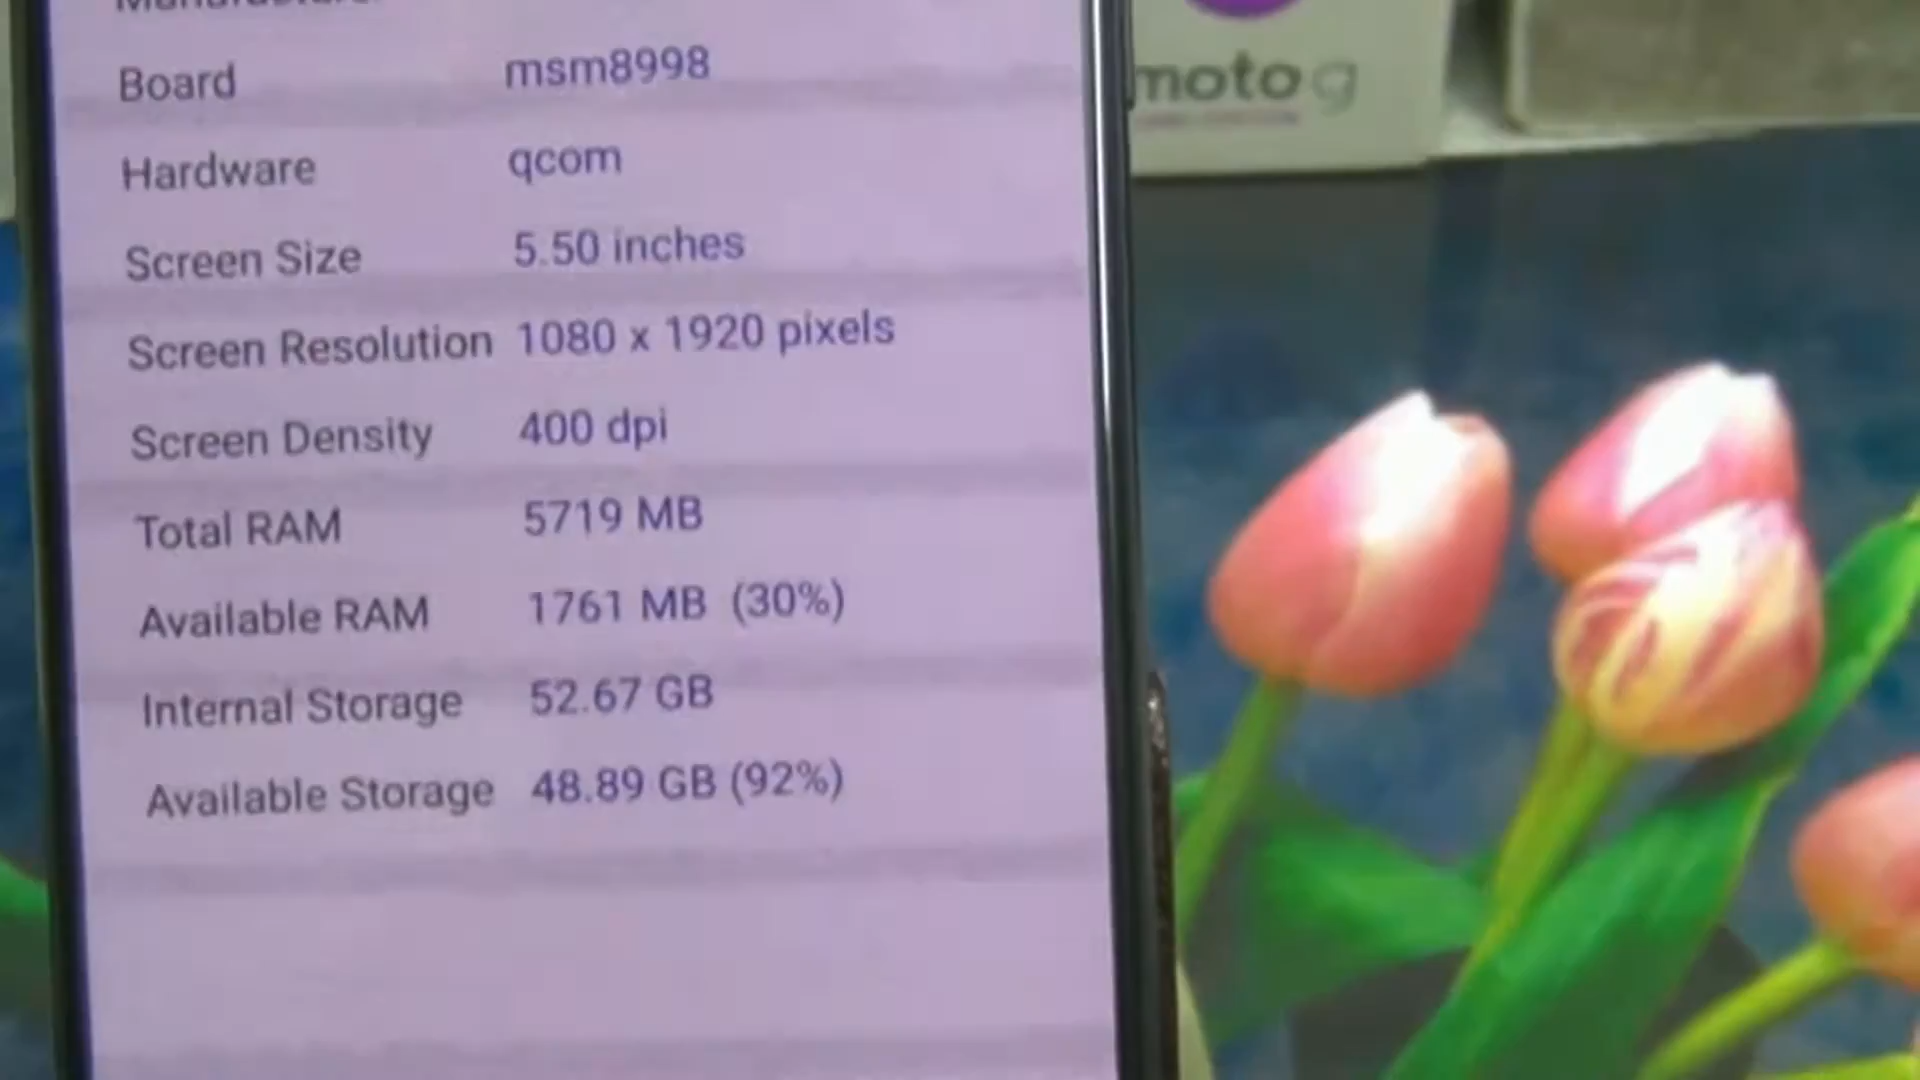 Manufacturer
Board msm8998
Hardware qcom
Screen Size 5.50 inches
Screen Resolution 1080 x 1920 pixels
Screen Density 400 dpi
Total RAM 5719 MB
Available RAM 1761 MB (30%)
Internal Storage 52.67 GB
Available Storage 48.89 GB (92%)
moto g